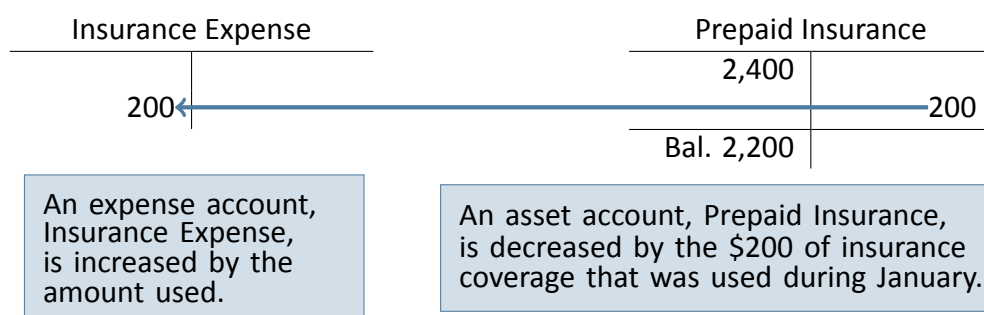 Insurance Expense
Prepaid Insurance
2,400
200
200
Bal. 2,200
An expense account,
Insurance Expense,
is increased by the
amount used.
An asset account, Prepaid Insurance,
is decreased by the $200 of insurance
coverage that was used during January.